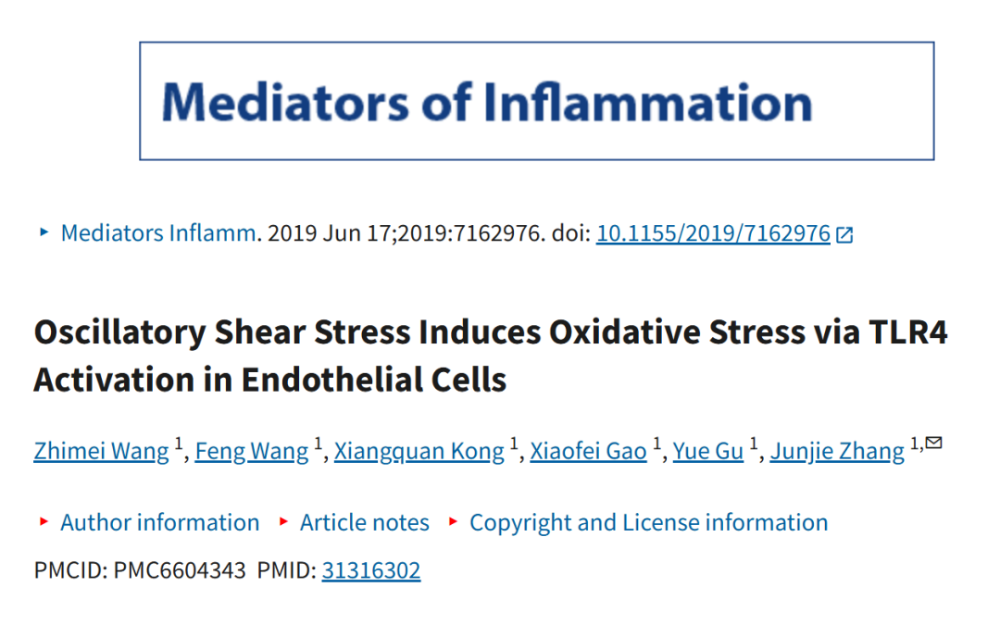 Mediators of Inflammation
Mediators Inflamm. 2019 Jun 17;2019:7162976. doi: 10.1155/2019/7162976
Oscillatory Shear Stress Induces Oxidative Stress via TLR4
Activation in Endothelial Cells
Zhimei Wang 1, Feng Wang 1, Xiangquan Kong 1, Xiaofei Gao 1, Yue Gu 1, Junjie Zhang 1,
Author information Article notes Copyright and License information
PMCID: PMC6604343 PMID: 31316302